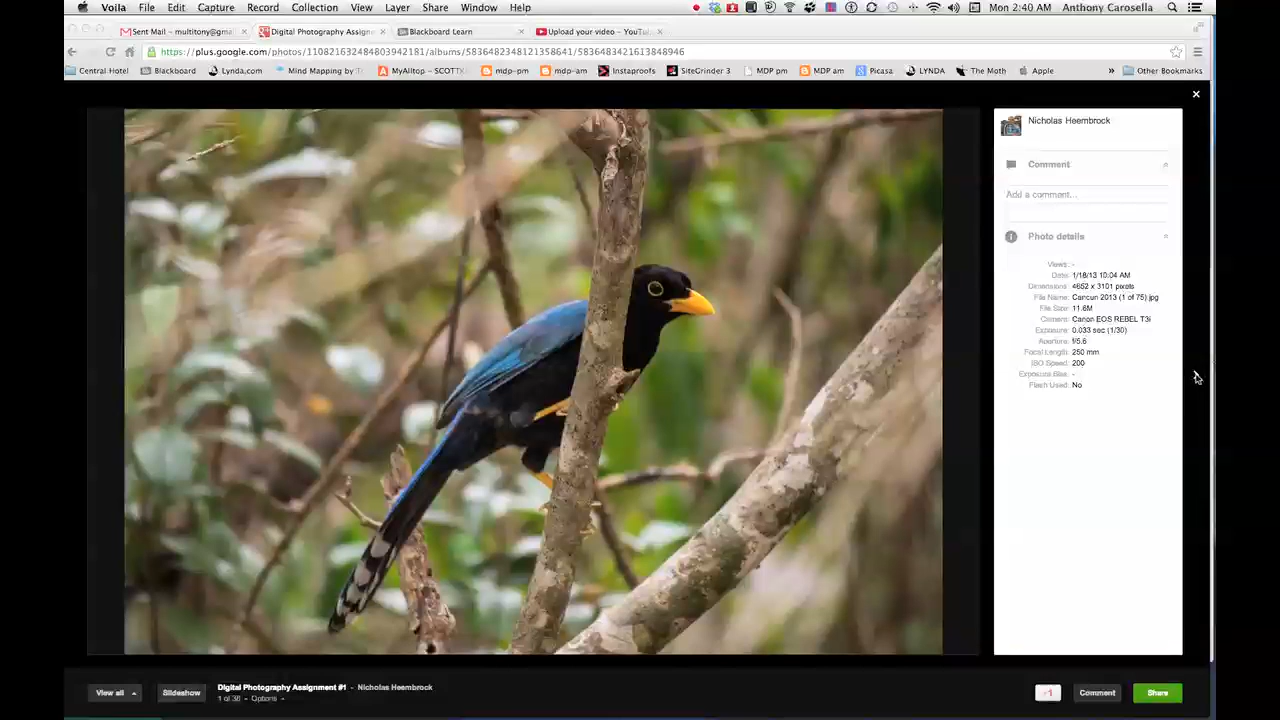 Voila File Edit Capture Record Collection View Layer Share Window Help Mon 2:40 AM Anthony Carosella
Sent Mail – multitony@gmai Digital Photography Assignm Blackboard Learn Upload your video – YouTu
https://plus.google.com/photos/110821632484803942181/albums/5836482348121358641/5836483421613848946
Central Hotel Blackboard Lynda.com Mind Mapping by T MyAlltop – SCOTTK mdp-pm mdp-am Instaproofs SiteGrinder 3 MDP pm MDP am Picasa LYNDA The Moth Apple » Other Bookmarks
Nicholas Heembrock
Comment
Add a comment...
Photo details
Views: -
Date: 1/18/13 10:04 AM
Dimensions: 4652 x 3101 pixels
File Name: Cancun 2013 (1 of 75).jpg
File Size: 11.6M
Camera: Canon EOS REBEL T3i
Exposure: 0.033 sec (1/30)
Aperture: f/5.6
Focal Length: 250 mm
ISO Speed: 200
Exposure Bias: -
Flash Used: No
View all Slideshow Digital Photography Assignment #1 - Nicholas Heembrock +1 Comment Share
1 of 38 - Options -